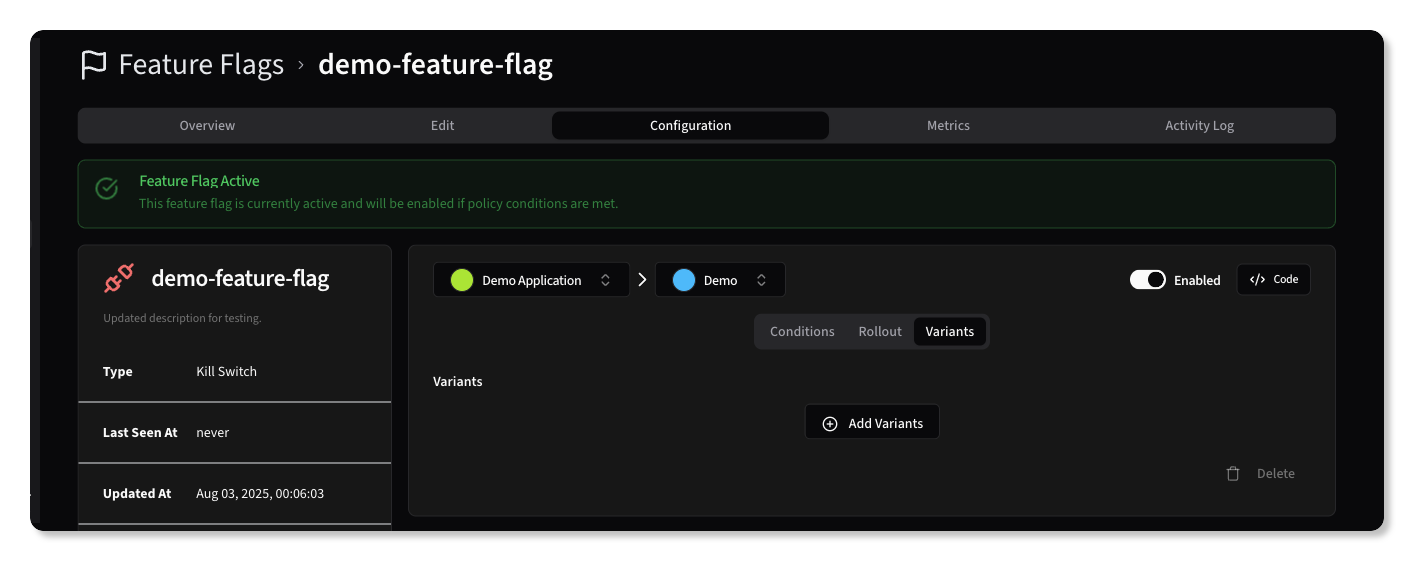 Feature Flags › demo-feature-flag
Overview Edit Configuration Metrics Activity Log
Feature Flag Active
This feature flag is currently active and will be enabled if policy conditions are met.
demo-feature-flag
Updated description for testing.
Type Kill Switch
Last Seen At never
Updated At Aug 03, 2025, 00:06:03
Demo Application Demo Enabled </> Code
Conditions Rollout Variants
Variants
Add Variants
Delete